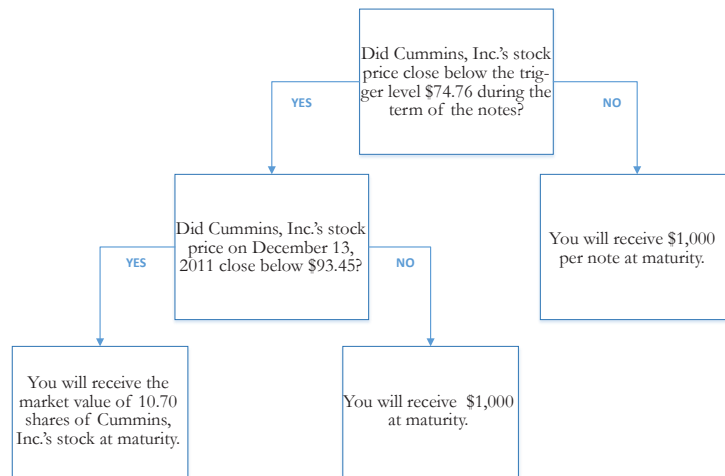 Did Cummins, Inc.'s stock
price close below the trig-
ger level $74.76 during the
term of the notes?
YES
NO
Did Cummins, Inc.'s stock
price on December 13,
2011 close below $93.45?
You will receive $1,000
per note at maturity.
YES
NO
You will receive the
market value of 10.70
shares of Cummins,
Inc.'s stock at maturity.
You will receive $1,000
at maturity.